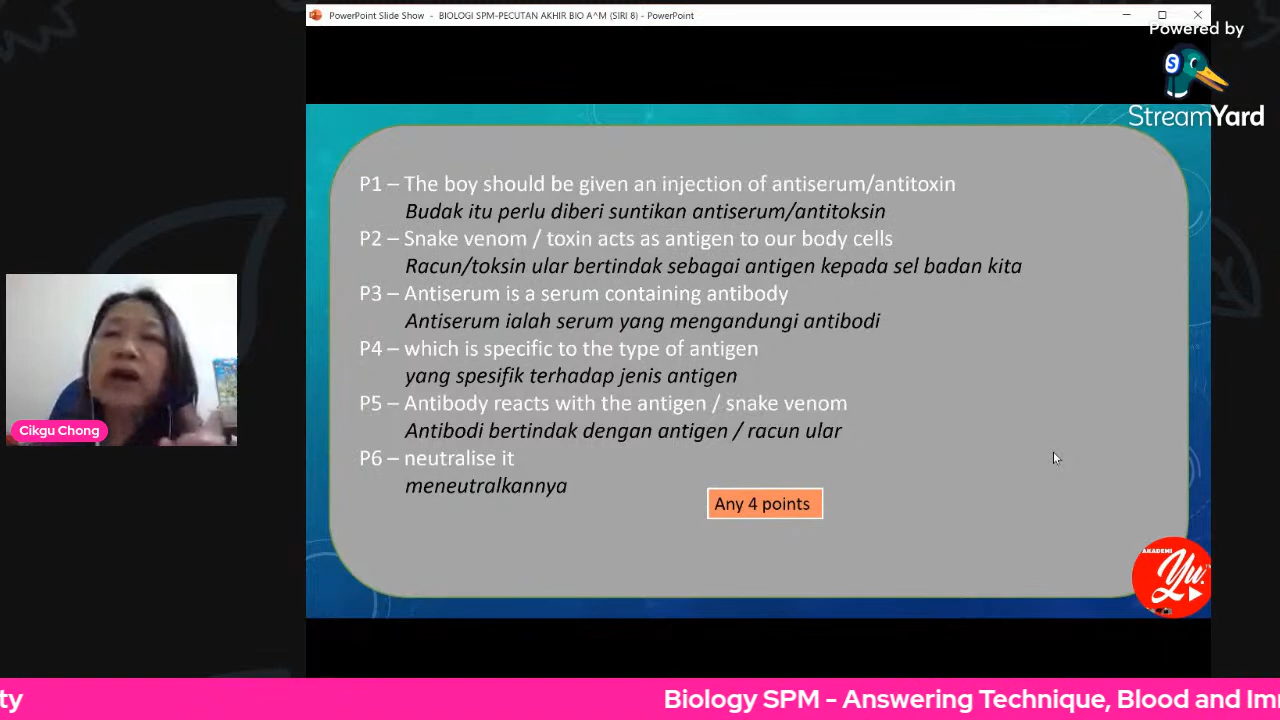 PowerPoint Slide Show - BIOLOGI SPM-PECUTAN AKHIR BIO A^M (SIRI 8) - PowerPoint
Powered by
S
StreamYard
P1 – The boy should be given an injection of antiserum/antitoxin
Budak itu perlu diberi suntikan antiserum/antitoksin
P2 – Snake venom / toxin acts as antigen to our body cells
Racun/toksin ular bertindak sebagai antigen kepada sel badan kita
P3 – Antiserum is a serum containing antibody
Antiserum ialah serum yang mengandungi antibodi
P4 – which is specific to the type of antigen
yang spesifik terhadap jenis antigen
P5 – Antibody reacts with the antigen / snake venom
Antibodi bertindak dengan antigen / racun ular
P6 – neutralise it
meneutralkannya
Any 4 points
Cikgu Chong
AKADEMI
Yu.
ty
Biology SPM - Answering Technique, Blood and Imm